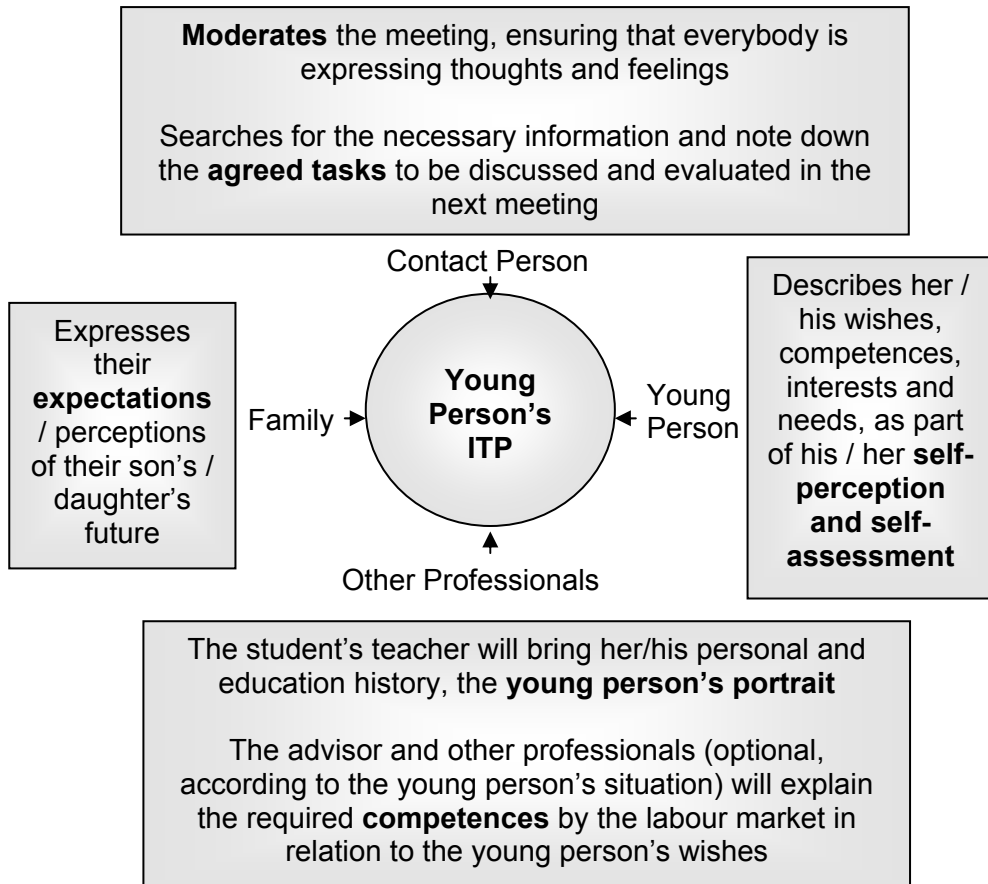 Moderates the meeting, ensuring that everybody is
expressing thoughts and feelings
Searches for the necessary information and note down
the agreed tasks to be discussed and evaluated in the
next meeting
Contact Person
Expresses
their
expectations
/ perceptions
of their son's /
daughter's
future
Family
Young
Person's
ITP
Young
Person
Describes her /
his wishes,
competences,
interests and
needs, as part
of his / her self-
perception
and self-
assessment
Other Professionals
The student's teacher will bring her/his personal and
education history, the young person's portrait
The advisor and other professionals (optional,
according to the young person's situation) will explain
the required competences by the labour market in
relation to the young person's wishes